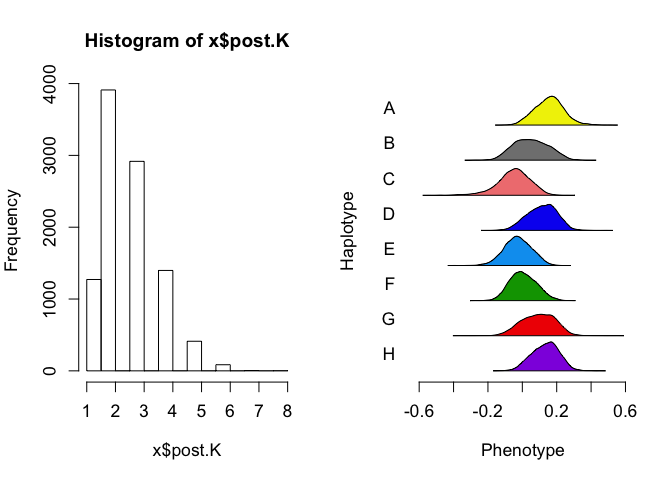 Histogram of x$post.K
Frequency
0 1000 2000 3000 4000
1 2 3 4 5 6 7 8
x$post.K
Haplotype
A
B
C
D
E
F
G
H
-0.6 -0.2 0.2 0.6
Phenotype